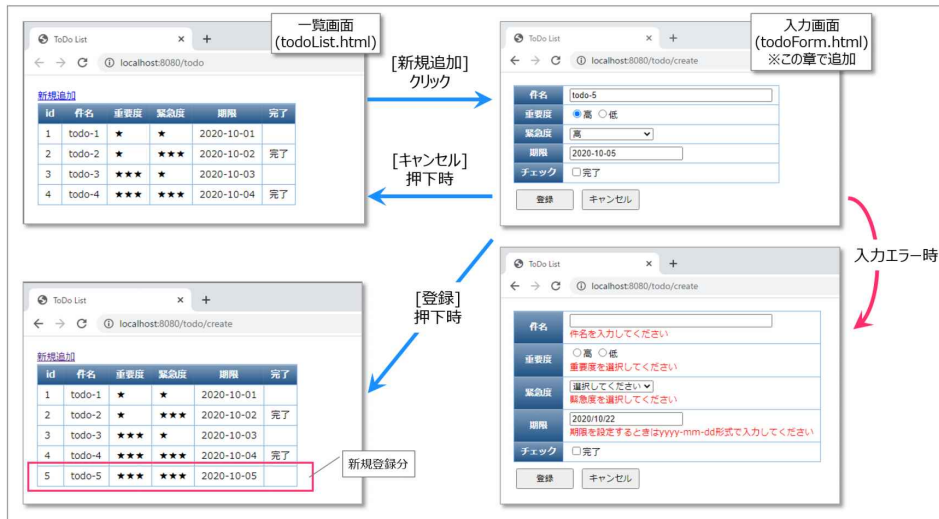 一覧画面
(todoList.html)
ToDo List
localhost:8080/todo
新規追加
id 件名 重要度 緊急度 期限 完了
1 todo-1 ★ ★ 2020-10-01
2 todo-2 ★ ★★★ 2020-10-02 完了
3 todo-3 ★★★ ★ 2020-10-03
4 todo-4 ★★★ ★★★ 2020-10-04 完了
[新規追加]
クリック
[キャンセル]
押下時
入力画面
(todoForm.html)
※この章で追加
ToDo List
localhost:8080/todo/create
件名 todo-5
重要度 高 低
緊急度 高
期限 2020-10-05
チェック 完了
登録 キャンセル
入力エラー時
[登録]
押下時
ToDo List
localhost:8080/todo/create
件名
件名を入力してください
重要度 高 低
重要度を選択してください
緊急度 選択してください
緊急度を選択してください
期限 2020/10/22
期限を設定するときはyyyy-mm-dd形式で入力してください
チェック 完了
登録 キャンセル
ToDo List
localhost:8080/todo/create
新規追加
id 件名 重要度 緊急度 期限 完了
1 todo-1 ★ ★ 2020-10-01
2 todo-2 ★ ★★★ 2020-10-02 完了
3 todo-3 ★★★ ★ 2020-10-03
4 todo-4 ★★★ ★★★ 2020-10-04 完了
5 todo-5 ★★★ ★★★ 2020-10-05
新規登録分